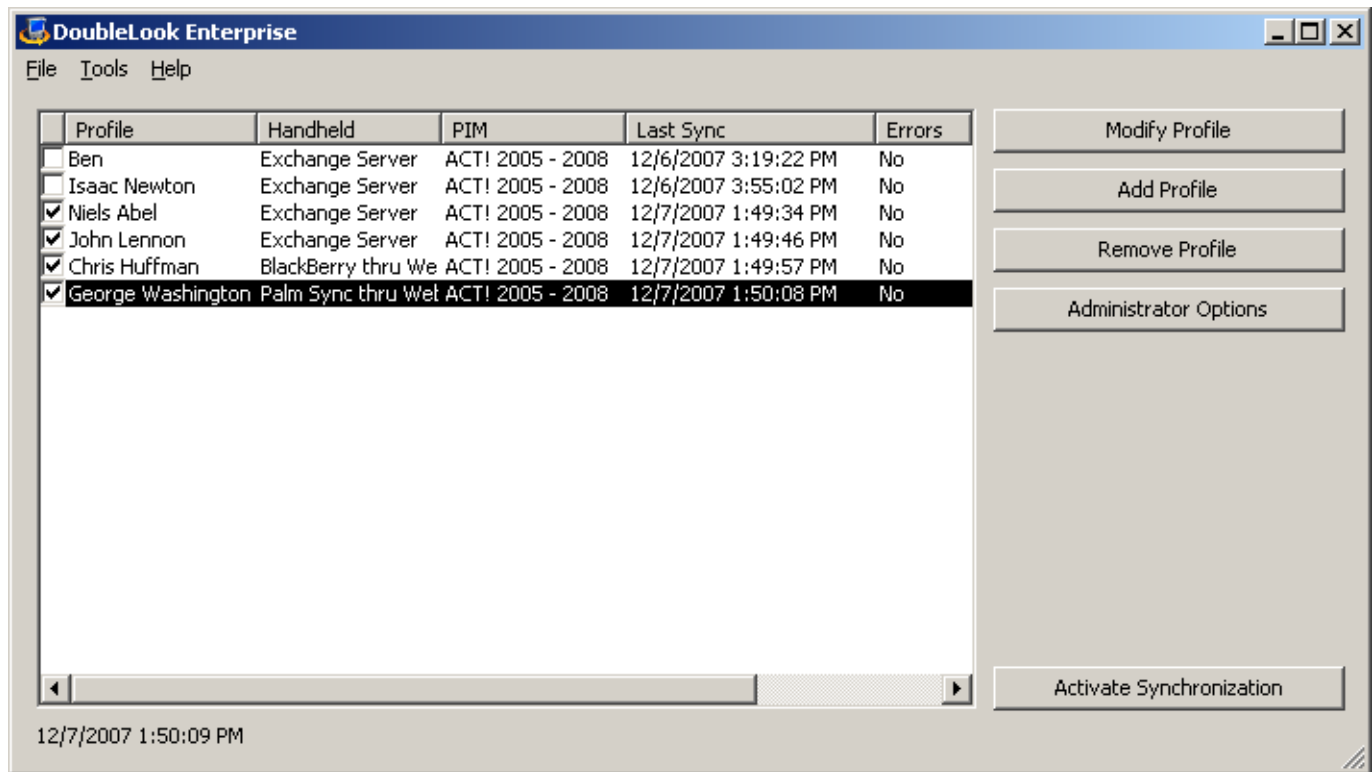 DoubleLook Enterprise
File Tools Help
Profile Handheld PIM Last Sync Errors
Ben Exchange Server ACT! 2005 - 2008 12/6/2007 3:19:22 PM No
Isaac Newton Exchange Server ACT! 2005 - 2008 12/6/2007 3:55:02 PM No
Niels Abel Exchange Server ACT! 2005 - 2008 12/7/2007 1:49:34 PM No
John Lennon Exchange Server ACT! 2005 - 2008 12/7/2007 1:49:46 PM No
Chris Huffman BlackBerry thru We ACT! 2005 - 2008 12/7/2007 1:49:57 PM No
George Washington Palm Sync thru Wel ACT! 2005 - 2008 12/7/2007 1:50:08 PM No
Modify Profile
Add Profile
Remove Profile
Administrator Options
Activate Synchronization
12/7/2007 1:50:09 PM